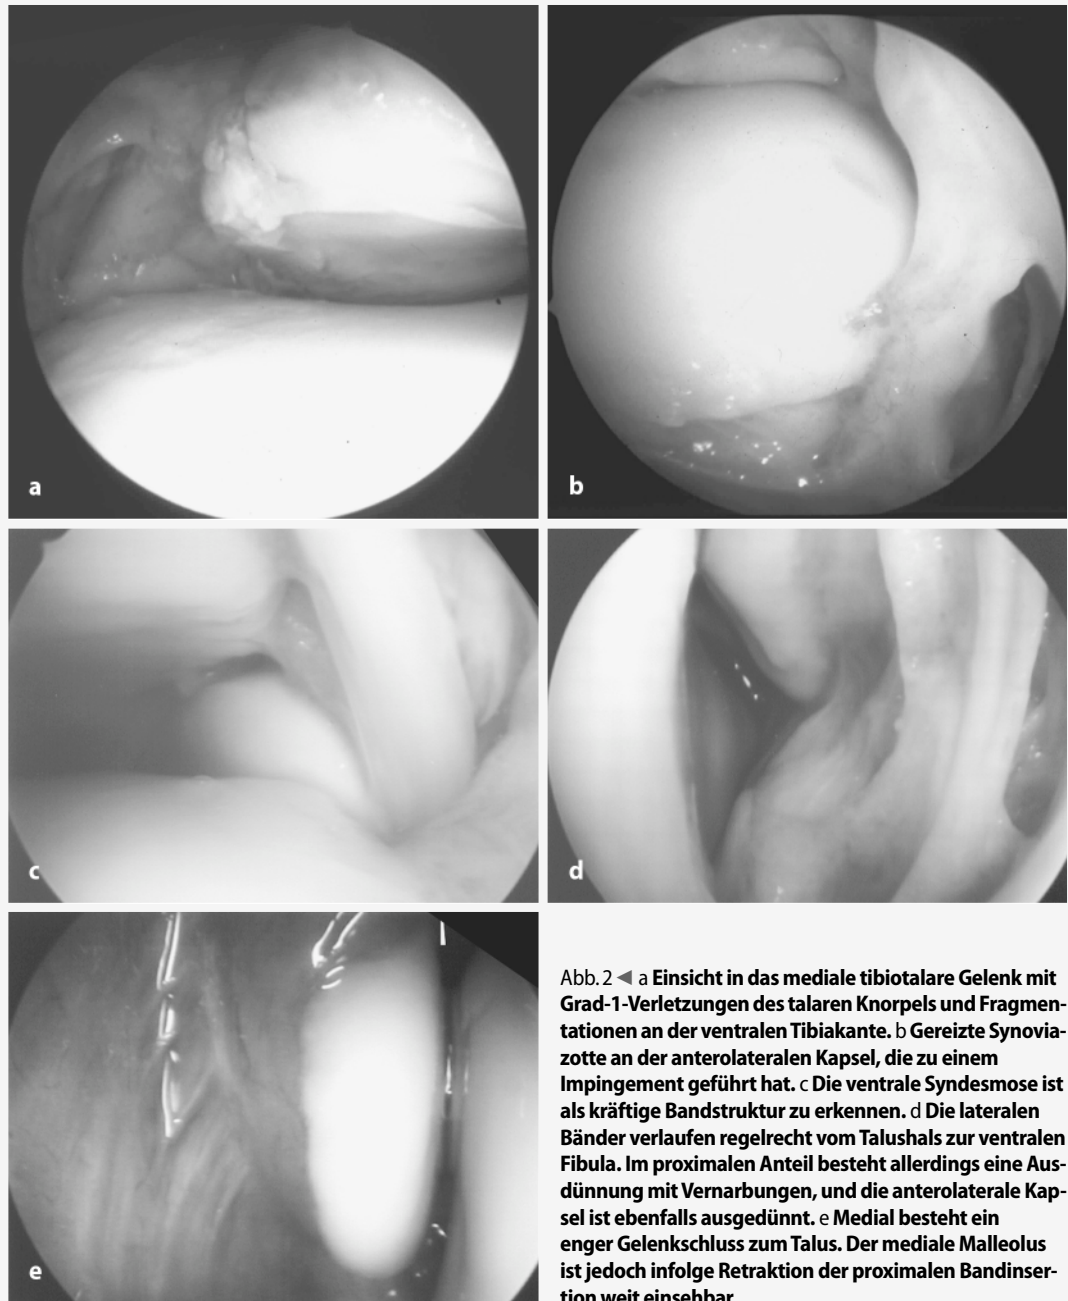 a
b
c
d
e
Abb. 2 ◄ a Einsicht in das mediale tibiotalare Gelenk mit
Grad-1-Verletzungen des talaren Knorpels und Fragmen-
tationen an der ventralen Tibiakante. b Gereizte Synovia-
zotte an der anterolateralen Kapsel, die zu einem
Impingement geführt hat. c Die ventrale Syndesmose ist
als kräftige Bandstruktur zu erkennen. d Die lateralen
Bänder verlaufen regelrecht vom Talushals zur ventralen
Fibula. Im proximalen Anteil besteht allerdings eine Aus-
dünnung mit Vernarbungen, und die anterolaterale Kap-
sel ist ebenfalls ausgedünnt. e Medial besteht ein
enger Gelenkschluss zum Talus. Der mediale Malleolus
ist jedoch infolge Retraktion der proximalen Bandinser-
tion weit einsehbar